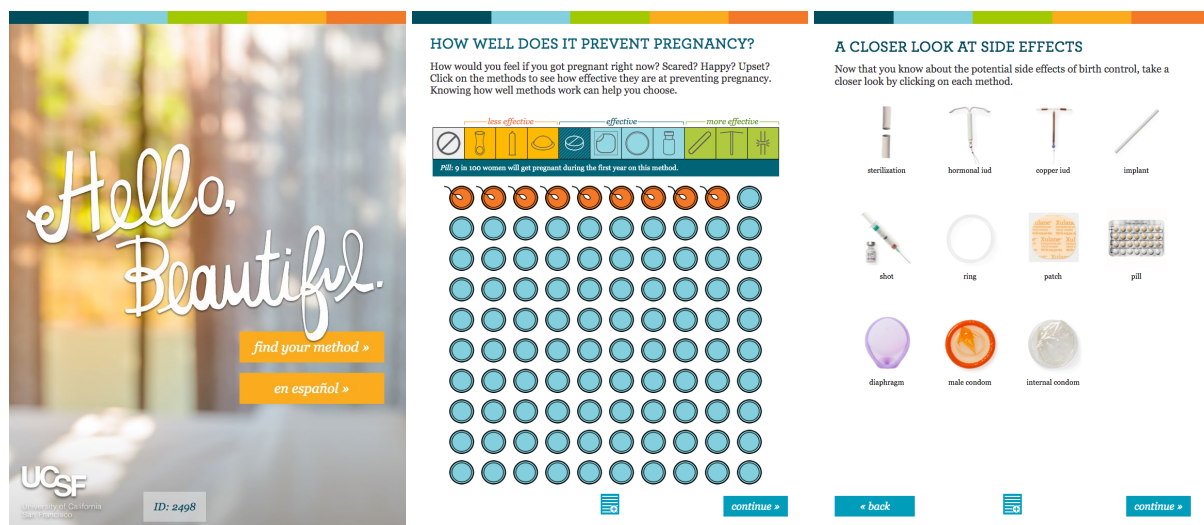 Hello,
Beautiful.
find your method »
en español »
UCSF
University of California
San Francisco
ID: 2498
HOW WELL DOES IT PREVENT PREGNANCY?
How would you feel if you got pregnant right now? Scared? Happy? Upset?
Click on the methods to see how effective they are at preventing pregnancy.
Knowing how well methods work can help you choose.
less effective
effective
more effective
Pill: 9 in 100 women will get pregnant during the first year on this method.
continue »
A CLOSER LOOK AT SIDE EFFECTS
Now that you know about the potential side effects of birth control, take a
closer look by clicking on each method.
sterilization
hormonal iud
copper iud
implant
shot
ring
patch
pill
diaphragm
male condom
internal condom
« back
continue »